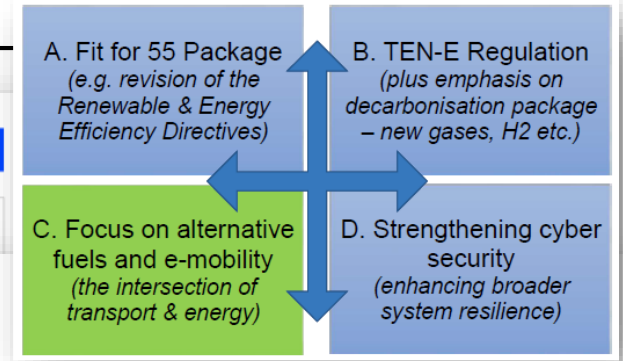 A. Fit for 55 Package
(e.g. revision of the
Renewable & Energy
Efficiency Directives)
B. TEN-E Regulation
(plus emphasis on
decarbonisation package
– new gases, H2 etc.)
C. Focus on alternative
fuels and e-mobility
(the intersection of
transport & energy)
D. Strengthening cyber
security
(enhancing broader
system resilience)